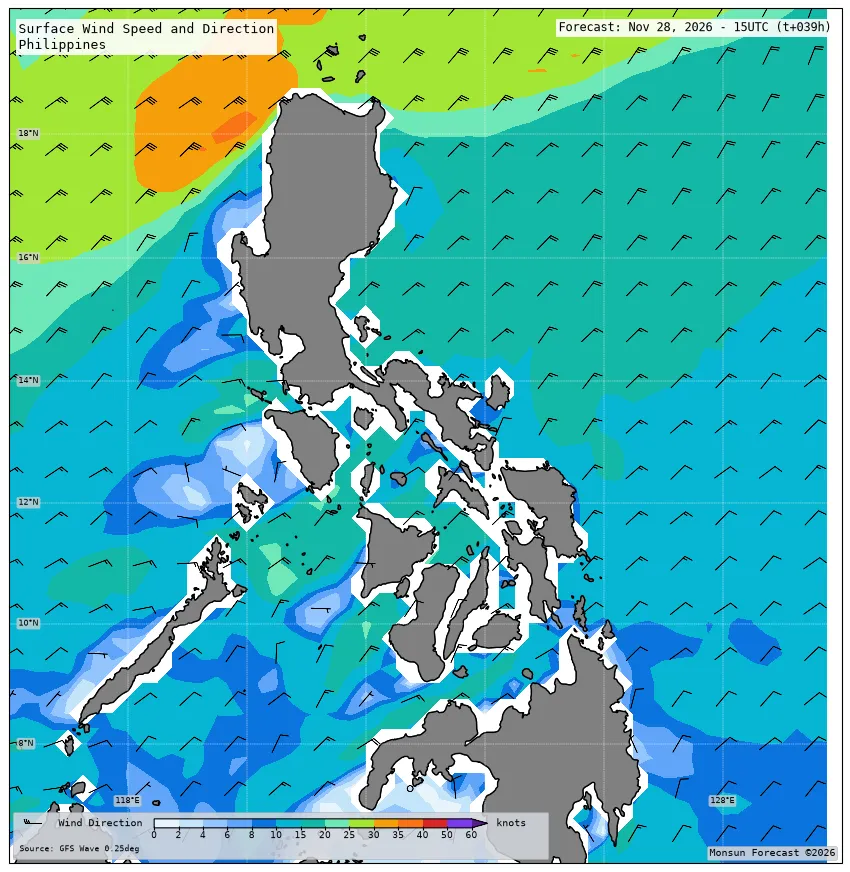 Surface Wind Speed and Direction
Philippines
Forecast: Nov 28, 2026 - 15UTC (t+039h)
18°N
16°N
14°N
12°N
10°N
8°N
118°E
128°E
Wind Direction
0 2 4 6 8 10 15 20 25 30 35 40 50 60
knots
Source: GFS Wave 0.25deg
Monsun Forecast ©2026